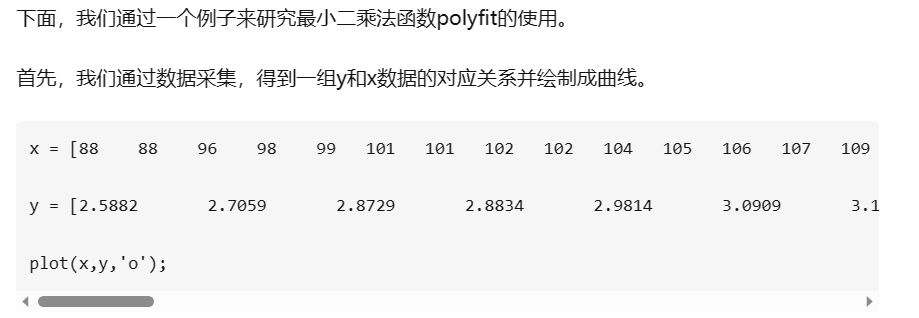 下面，我们通过一个例子来研究最小二乘法函数polyfit的使用。
首先，我们通过数据采集，得到一组y和x数据的对应关系并绘制成曲线。
x = [88 88 96 98 99 101 101 102 102 104 105 106 107 109
y = [2.5882 2.7059 2.8729 2.8834 2.9814 3.0909 3.1
plot(x,y,'o');